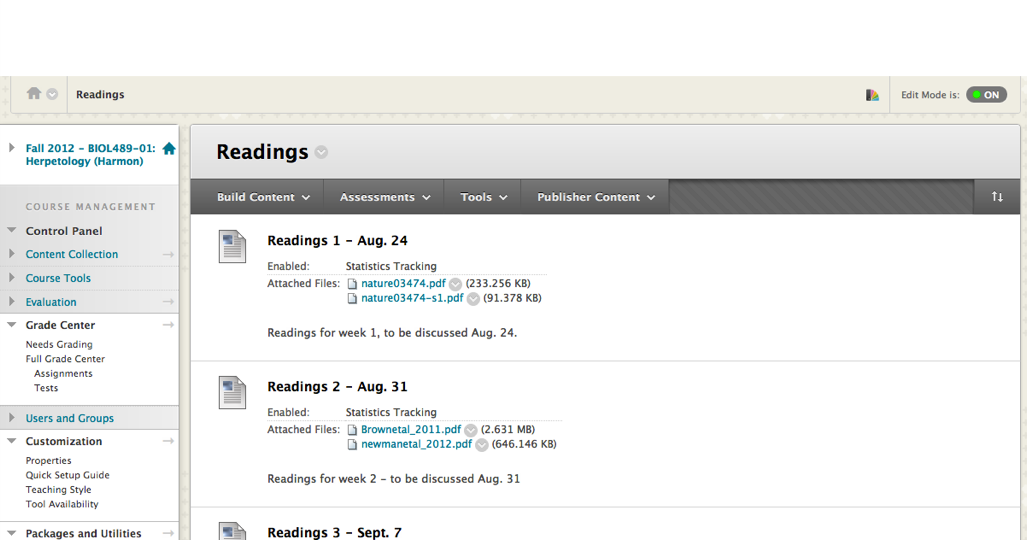 Readings
Edit Mode is: ON
Fall 2012 - BIOL489-01:
Herpetology (Harmon)
COURSE MANAGEMENT
Control Panel
Content Collection
Course Tools
Evaluation
Grade Center
Needs Grading
Full Grade Center
Assignments
Tests
Users and Groups
Customization
Properties
Quick Setup Guide
Teaching Style
Tool Availability
Packages and Utilities
Readings
Build Content Assessments Tools Publisher Content
Readings 1 - Aug. 24
Enabled: Statistics Tracking
Attached Files: nature03474.pdf (233.256 KB)
nature03474-s1.pdf (91.378 KB)
Readings for week 1, to be discussed Aug. 24.
Readings 2 - Aug. 31
Enabled: Statistics Tracking
Attached Files: Brownetal_2011.pdf (2.631 MB)
newmanetal_2012.pdf (646.146 KB)
Readings for week 2 - to be discussed Aug. 31
Readings 3 - Sept. 7